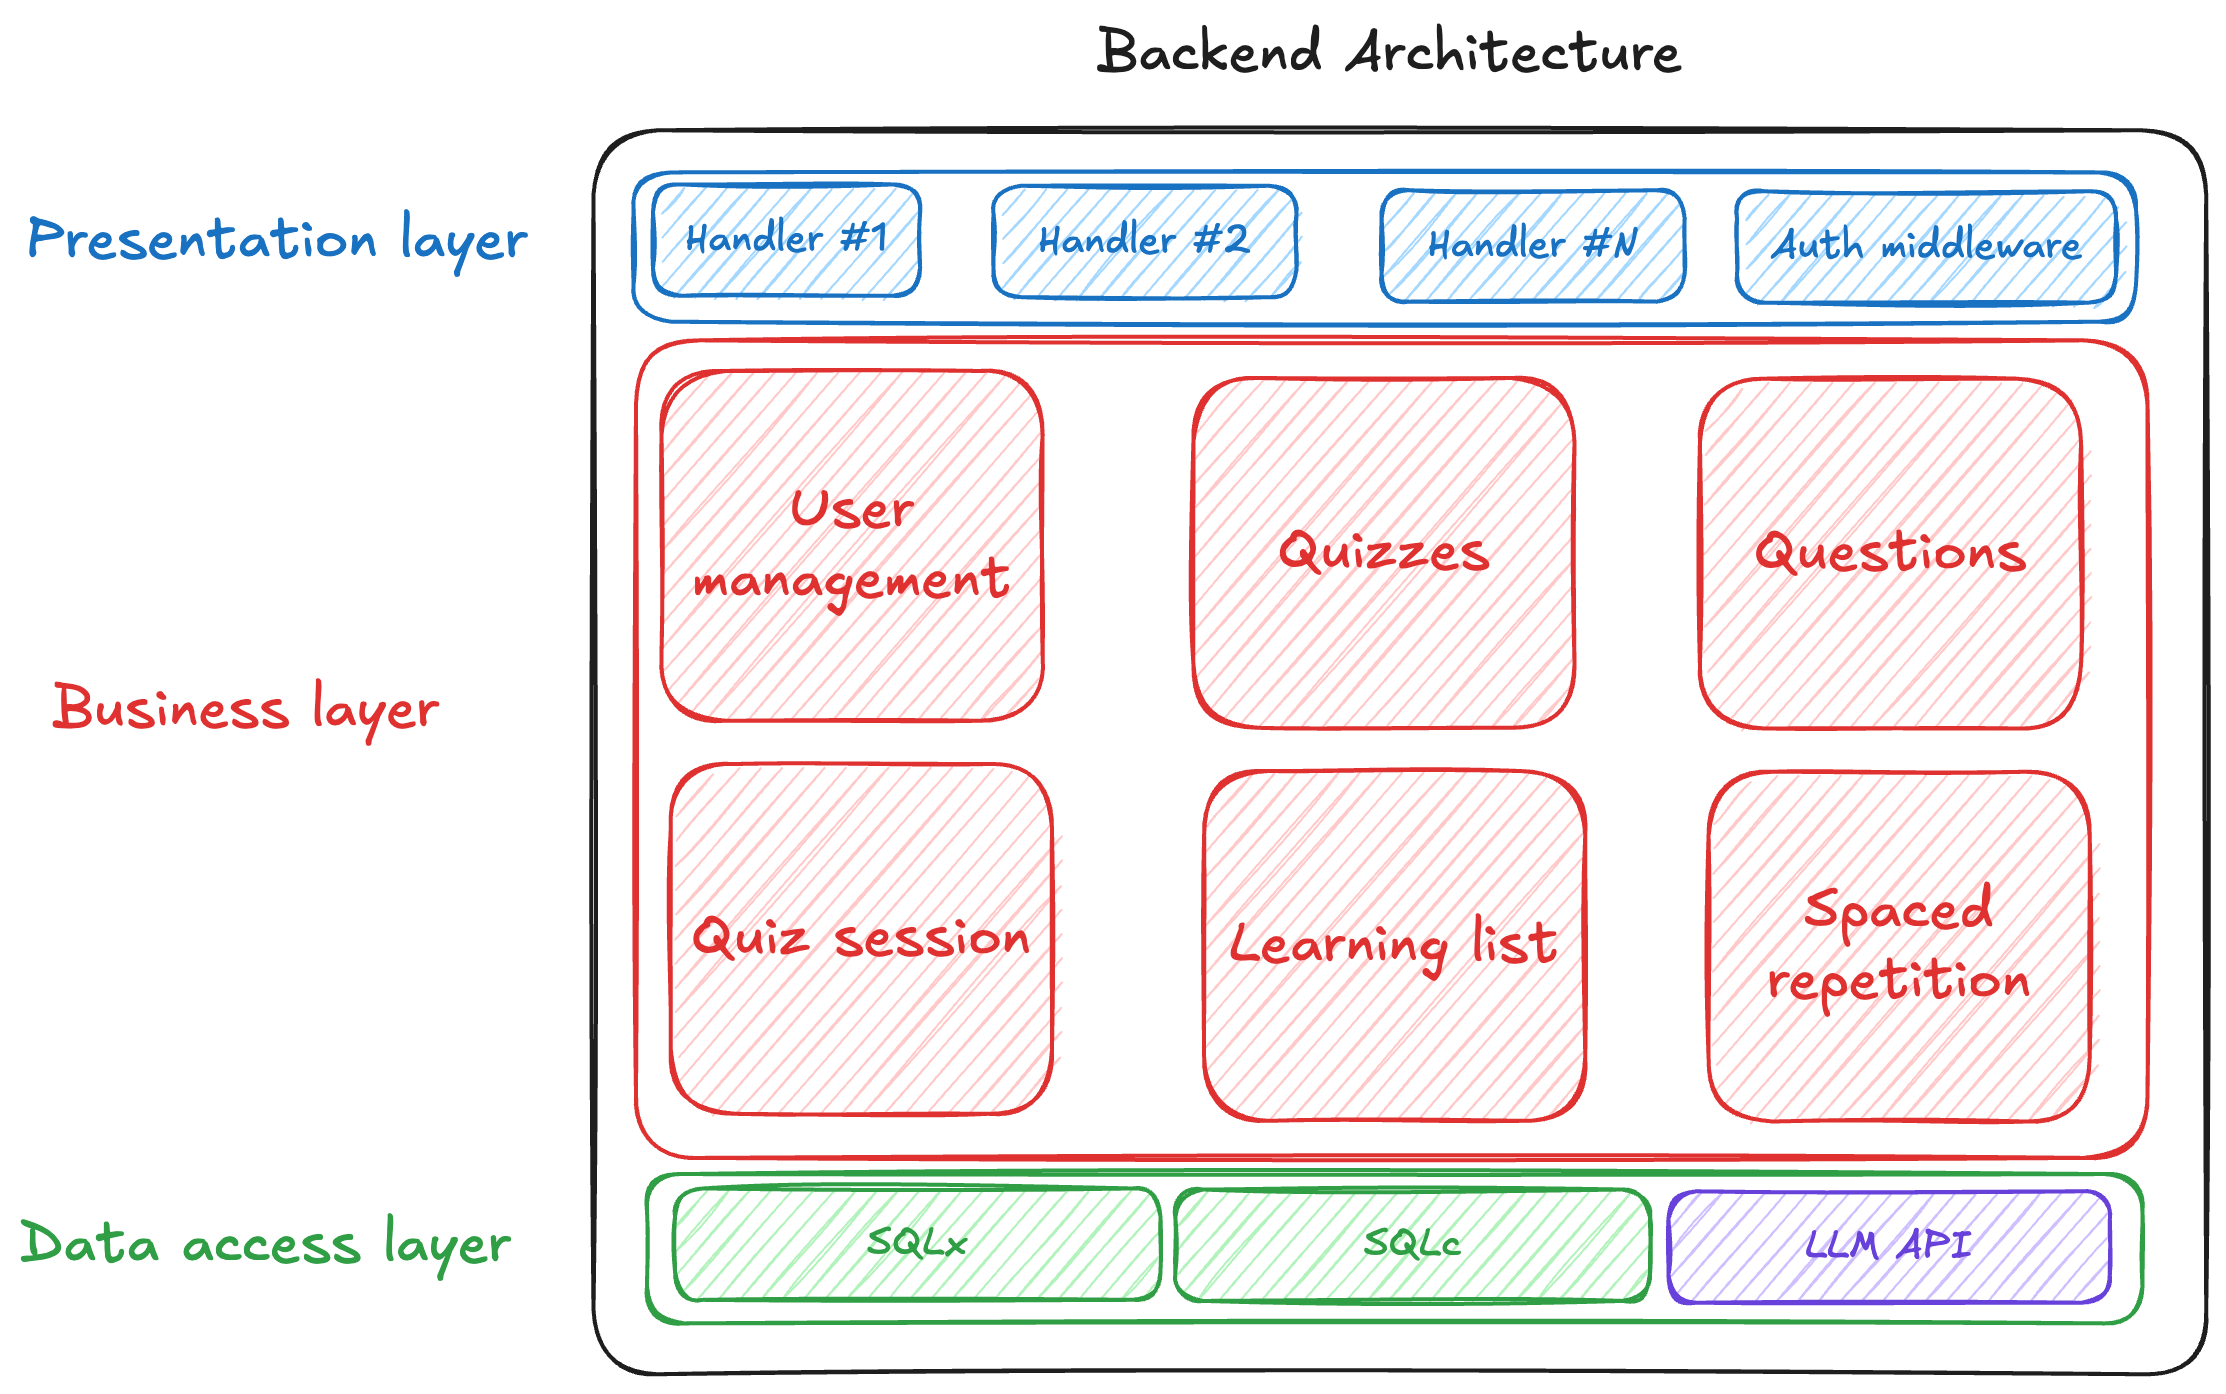 Backend Architecture
Presentation layer
Handler #1
Handler #2
Handler #N
Auth middleware
Business layer
User
management
Quizzes
Questions
Quiz session
Learning list
Spaced
repetition
Data access layer
SQLx
SQLc
LLM API